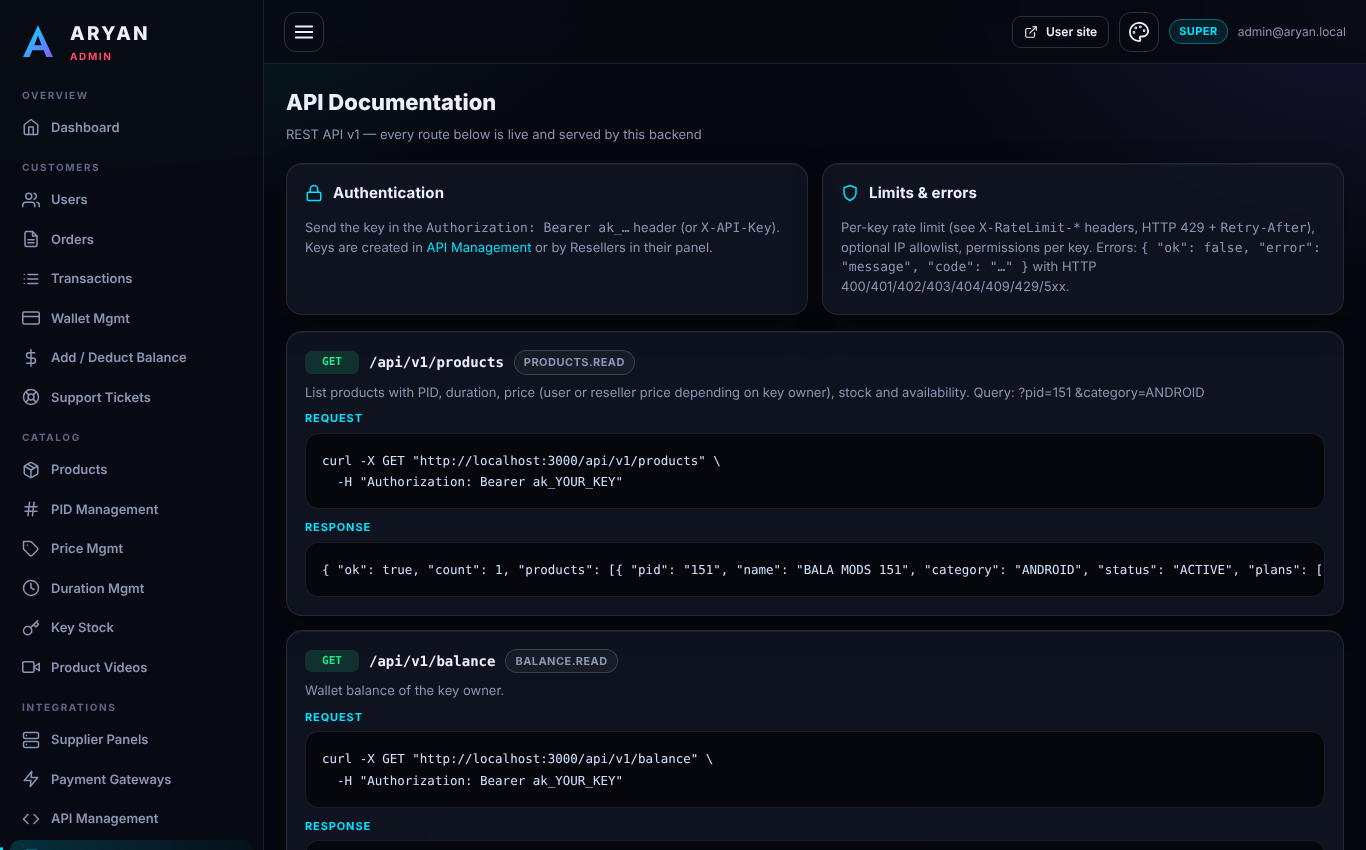 ARYAN
ADMIN
OVERVIEW
Dashboard
CUSTOMERS
Users
Orders
Transactions
Wallet Mgmt
Add / Deduct Balance
Support Tickets
CATALOG
Products
PID Management
Price Mgmt
Duration Mgmt
Key Stock
Product Videos
INTEGRATIONS
Supplier Panels
Payment Gateways
API Management
User site
SUPER
admin@aryan.local
API Documentation
REST API v1 — every route below is live and served by this backend
Authentication
Send the key in the Authorization: Bearer ak_… header (or X-API-Key).
Keys are created in API Management or by Resellers in their panel.
Limits & errors
Per-key rate limit (see X-RateLimit-* headers, HTTP 429 + Retry-After),
optional IP allowlist, permissions per key. Errors: { "ok": false, "error":
"message", "code": "…" } with HTTP
400/401/402/403/404/409/429/5xx.
GET /api/v1/products PRODUCTS.READ
List products with PID, duration, price (user or reseller price depending on key owner), stock and availability. Query: ?pid=151 &category=ANDROID
REQUEST
curl -X GET "http://localhost:3000/api/v1/products" \
-H "Authorization: Bearer ak_YOUR_KEY"
RESPONSE
{ "ok": true, "count": 1, "products": [{ "pid": "151", "name": "BALA MODS 151", "category": "ANDROID", "status": "ACTIVE", "plans": [
GET /api/v1/balance BALANCE.READ
Wallet balance of the key owner.
REQUEST
curl -X GET "http://localhost:3000/api/v1/balance" \
-H "Authorization: Bearer ak_YOUR_KEY"
RESPONSE